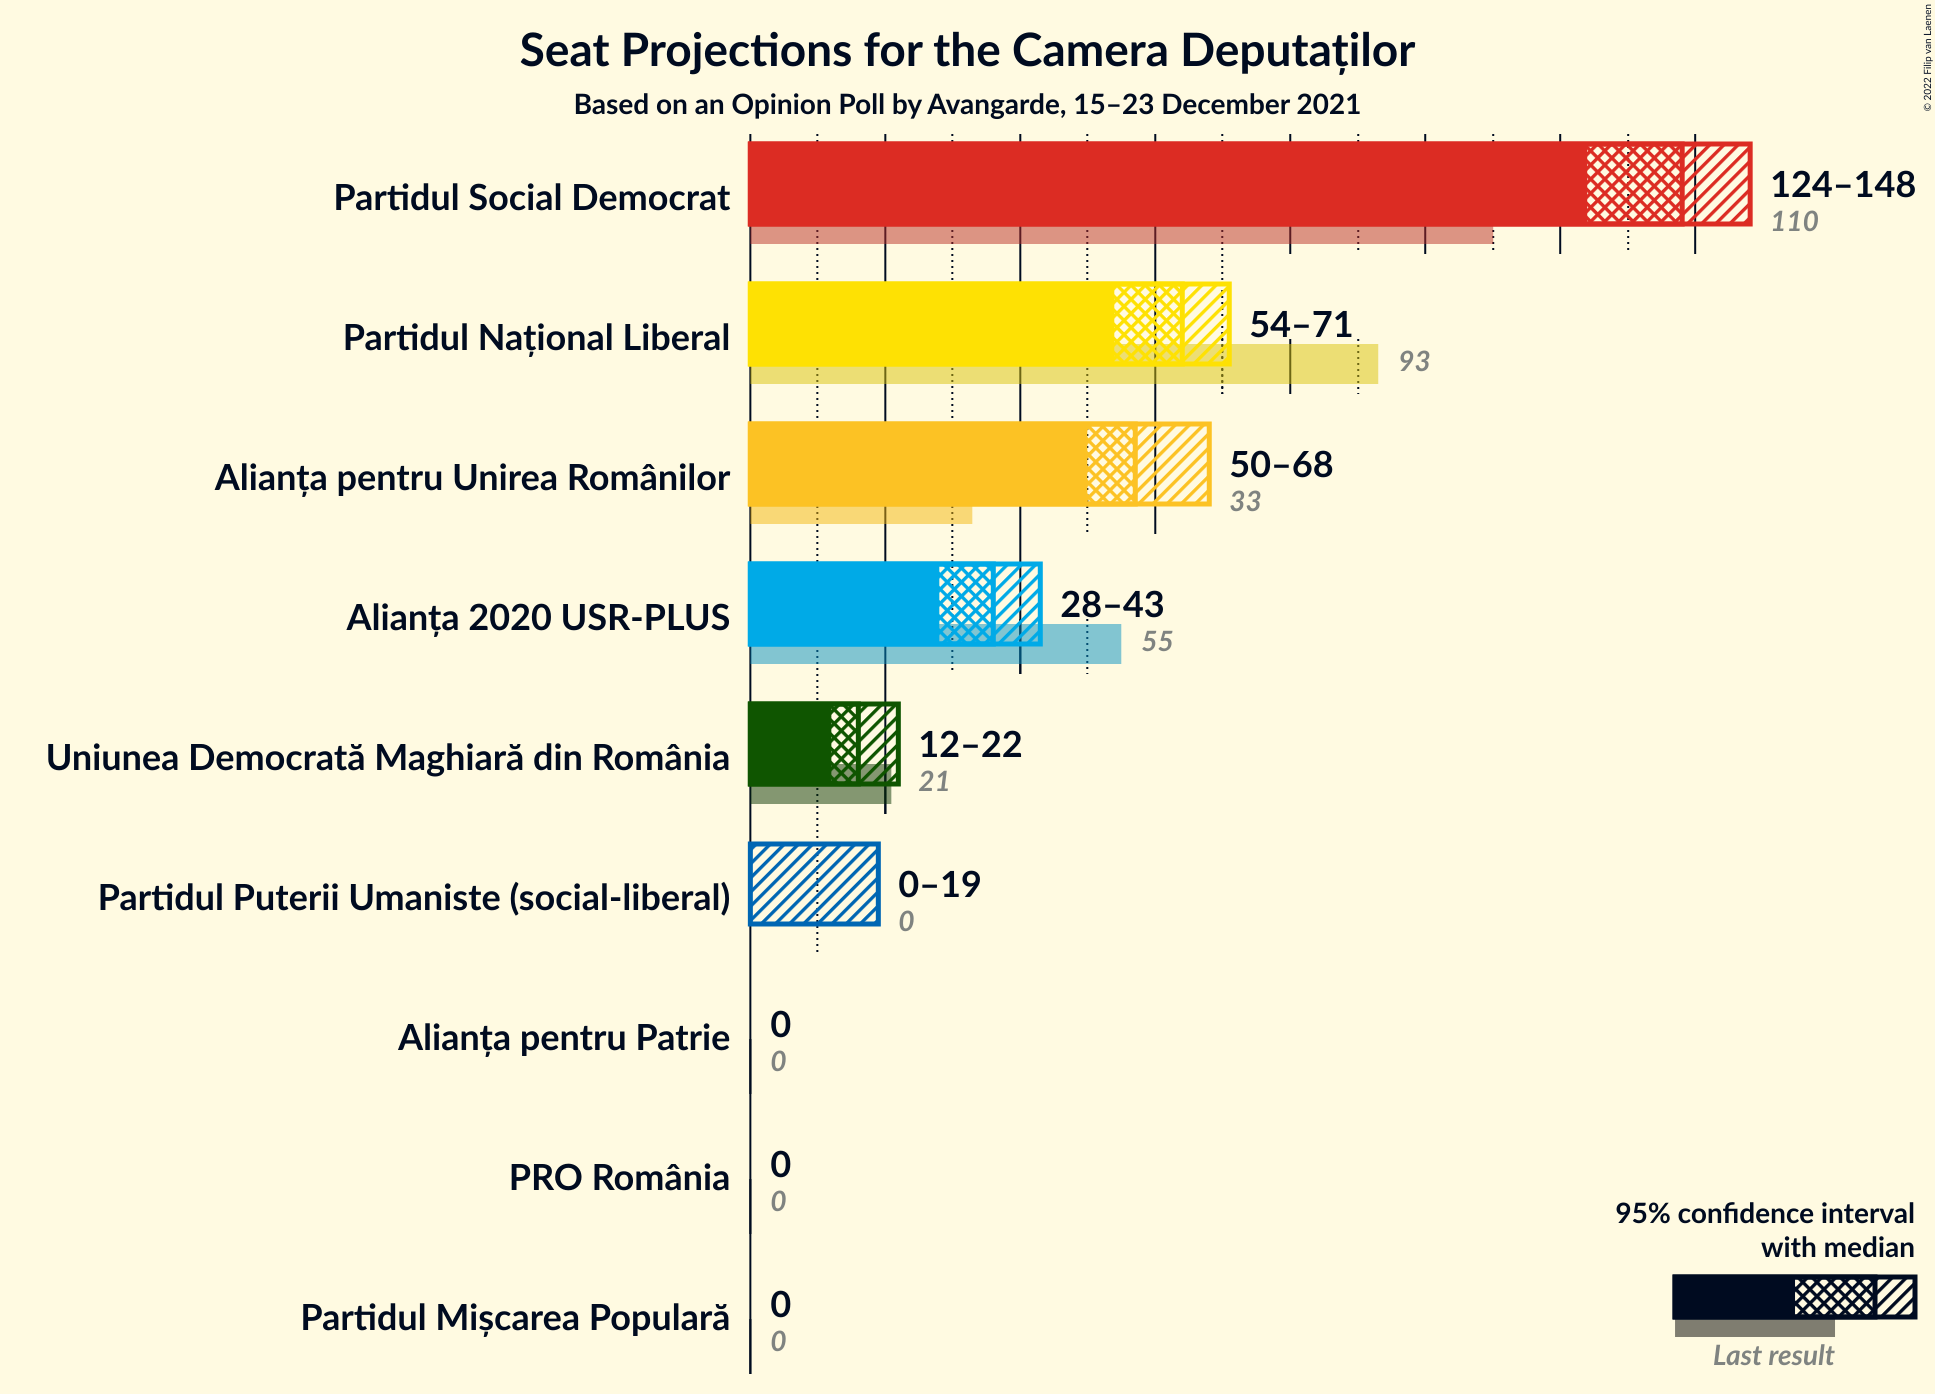 Seat Projections for the Camera Deputaților
Based on an Opinion Poll by Avangarde, 15–23 December 2021
© 2022 Filip van Laenen
Partidul Social Democrat
124–148
110
Partidul Național Liberal
54–71
93
Alianța pentru Unirea Românilor
50–68
33
Alianța 2020 USR-PLUS
28–43
55
Uniunea Democrată Maghiară din România
12–22
21
Partidul Puterii Umaniste (social-liberal)
0–19
0
Alianța pentru Patrie
0
0
PRO România
0
0
Partidul Mișcarea Populară
0
0
95% confidence interval
with median
Last result